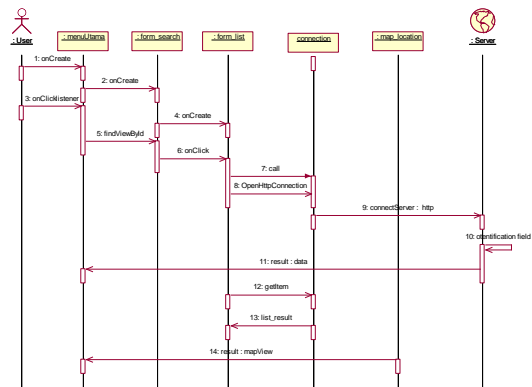 : User
: menuUtama
: form_search
: form_list
connection
: map_location
: Server
1: onCreate
2: onCreate
3: onClicklistener
4: onCreate
5: findViewById
6: onClick
7: call
8: OpenHttpConnection
9: connectServer : http
10: otentification field
11: result : data
12: getItem
13: list_result
14: result : mapView